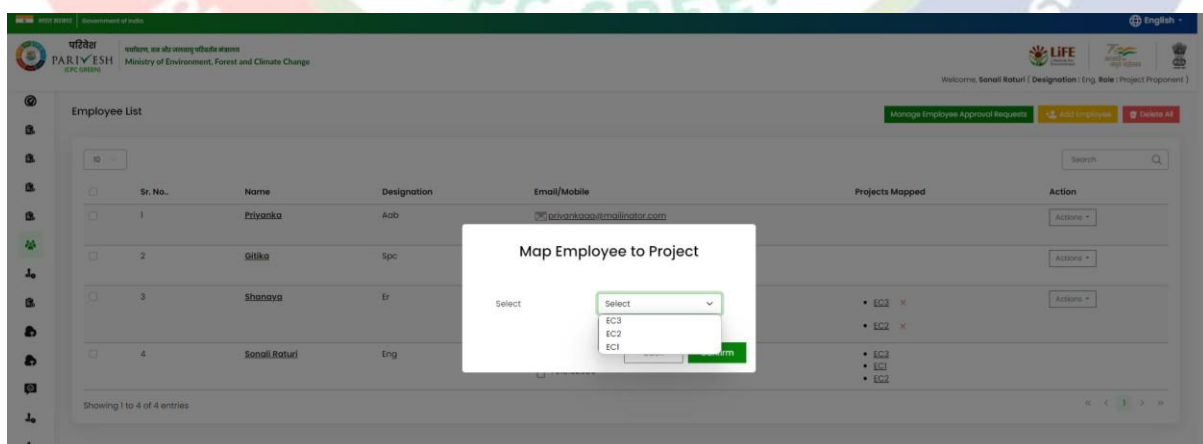 भारत सरकार Government of India
English
परिवेश
PARIVESH
(CPC GREEN)
पर्यावरण, वन और जलवायु परिवर्तन मंत्रालय
Ministry of Environment, Forest and Climate Change
LiFE
Welcome, Sonali Raturi ( Designation : Eng, Role : Project Proponent )
Employee List
Manage Employee Approval Requests
Add Employee
Delete All
10
Search
Sr. No.. Name Designation Email/Mobile Projects Mapped Action
1 Priyanka Aab priyankaaa@mailinator.com Actions
2 Gitika Spc Actions
3 Shanaya Er EC3 × Actions
EC2 ×
4 Sonali Raturi Eng EC3
EC1
EC2
Map Employee to Project
Select Select
EC3
EC2
EC1
Showing 1 to 4 of 4 entries
« < 1 > »